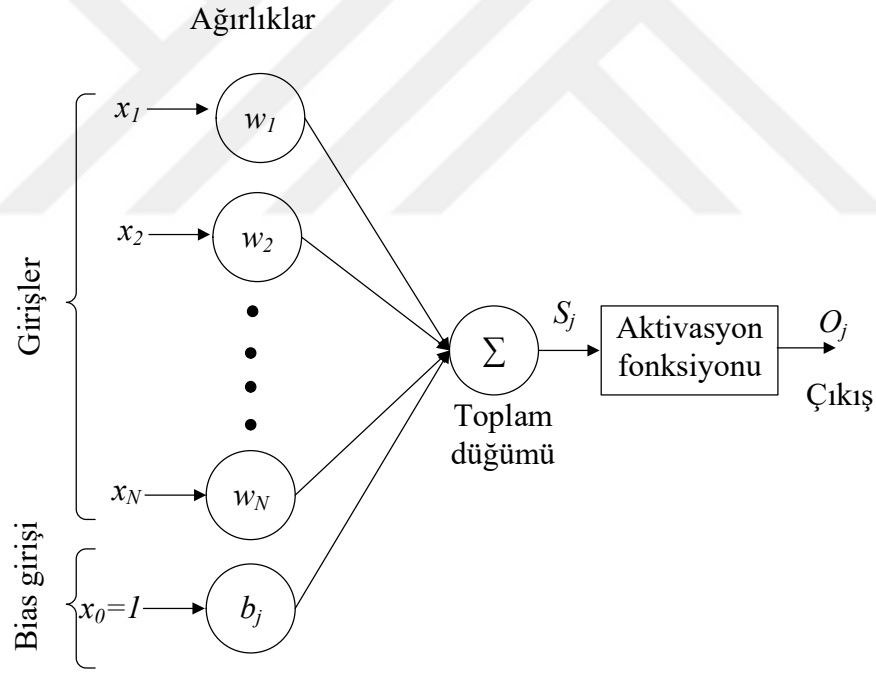 Ağırlıklar
Girişler
x1
w1
x2
w2
xN
wN
Bias girişi
x0=1
bj
Σ
Toplam
düğümü
Sj
Aktivasyon
fonksiyonu
Oj
Çıkış